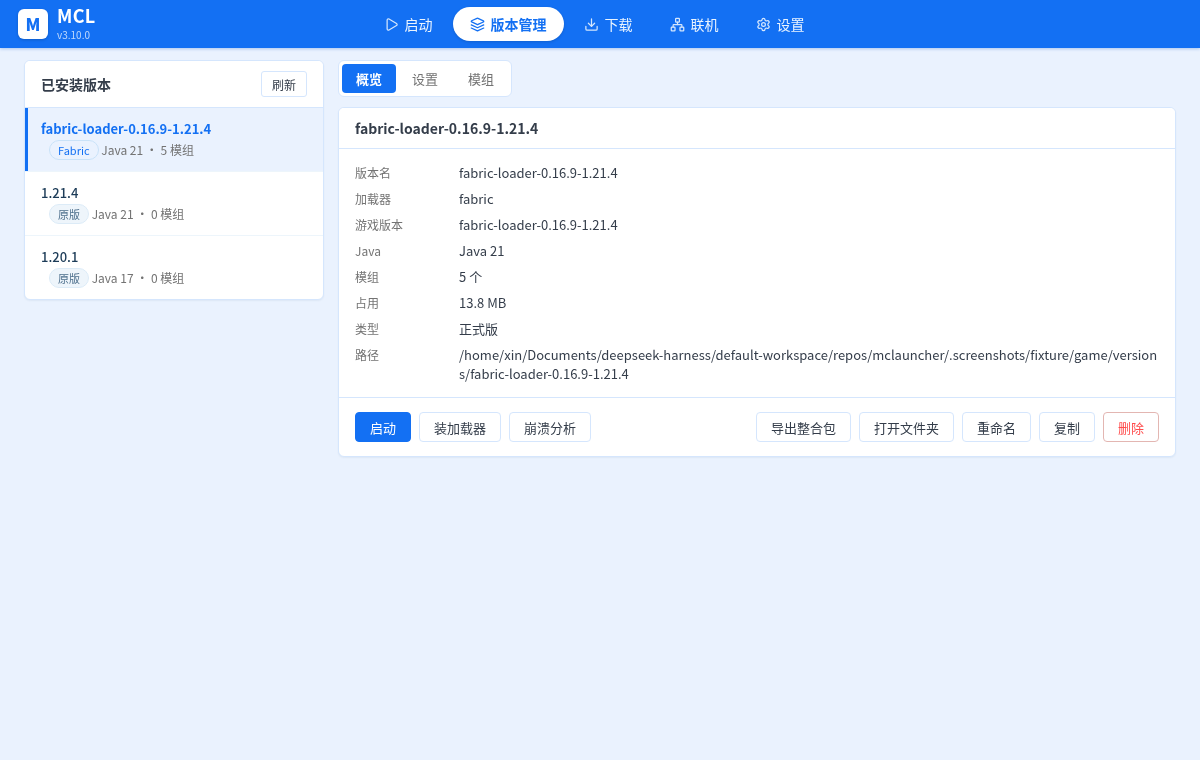 M
MCL
v3.10.0
启动
版本管理
下载
联机
设置
已安装版本
刷新
fabric-loader-0.16.9-1.21.4
Fabric Java 21 • 5 模组
1.21.4
原版 Java 21 • 0 模组
1.20.1
原版 Java 17 • 0 模组
概览
设置
模组
fabric-loader-0.16.9-1.21.4
版本名 fabric-loader-0.16.9-1.21.4
加载器 fabric
游戏版本 fabric-loader-0.16.9-1.21.4
Java Java 21
模组 5 个
占用 13.8 MB
类型 正式版
路径 /home/xin/Documents/deepseek-harness/default-workspace/repos/mclauncher/.screenshots/fixture/game/version
s/fabric-loader-0.16.9-1.21.4
启动
装加载器
崩溃分析
导出整合包
打开文件夹
重命名
复制
删除